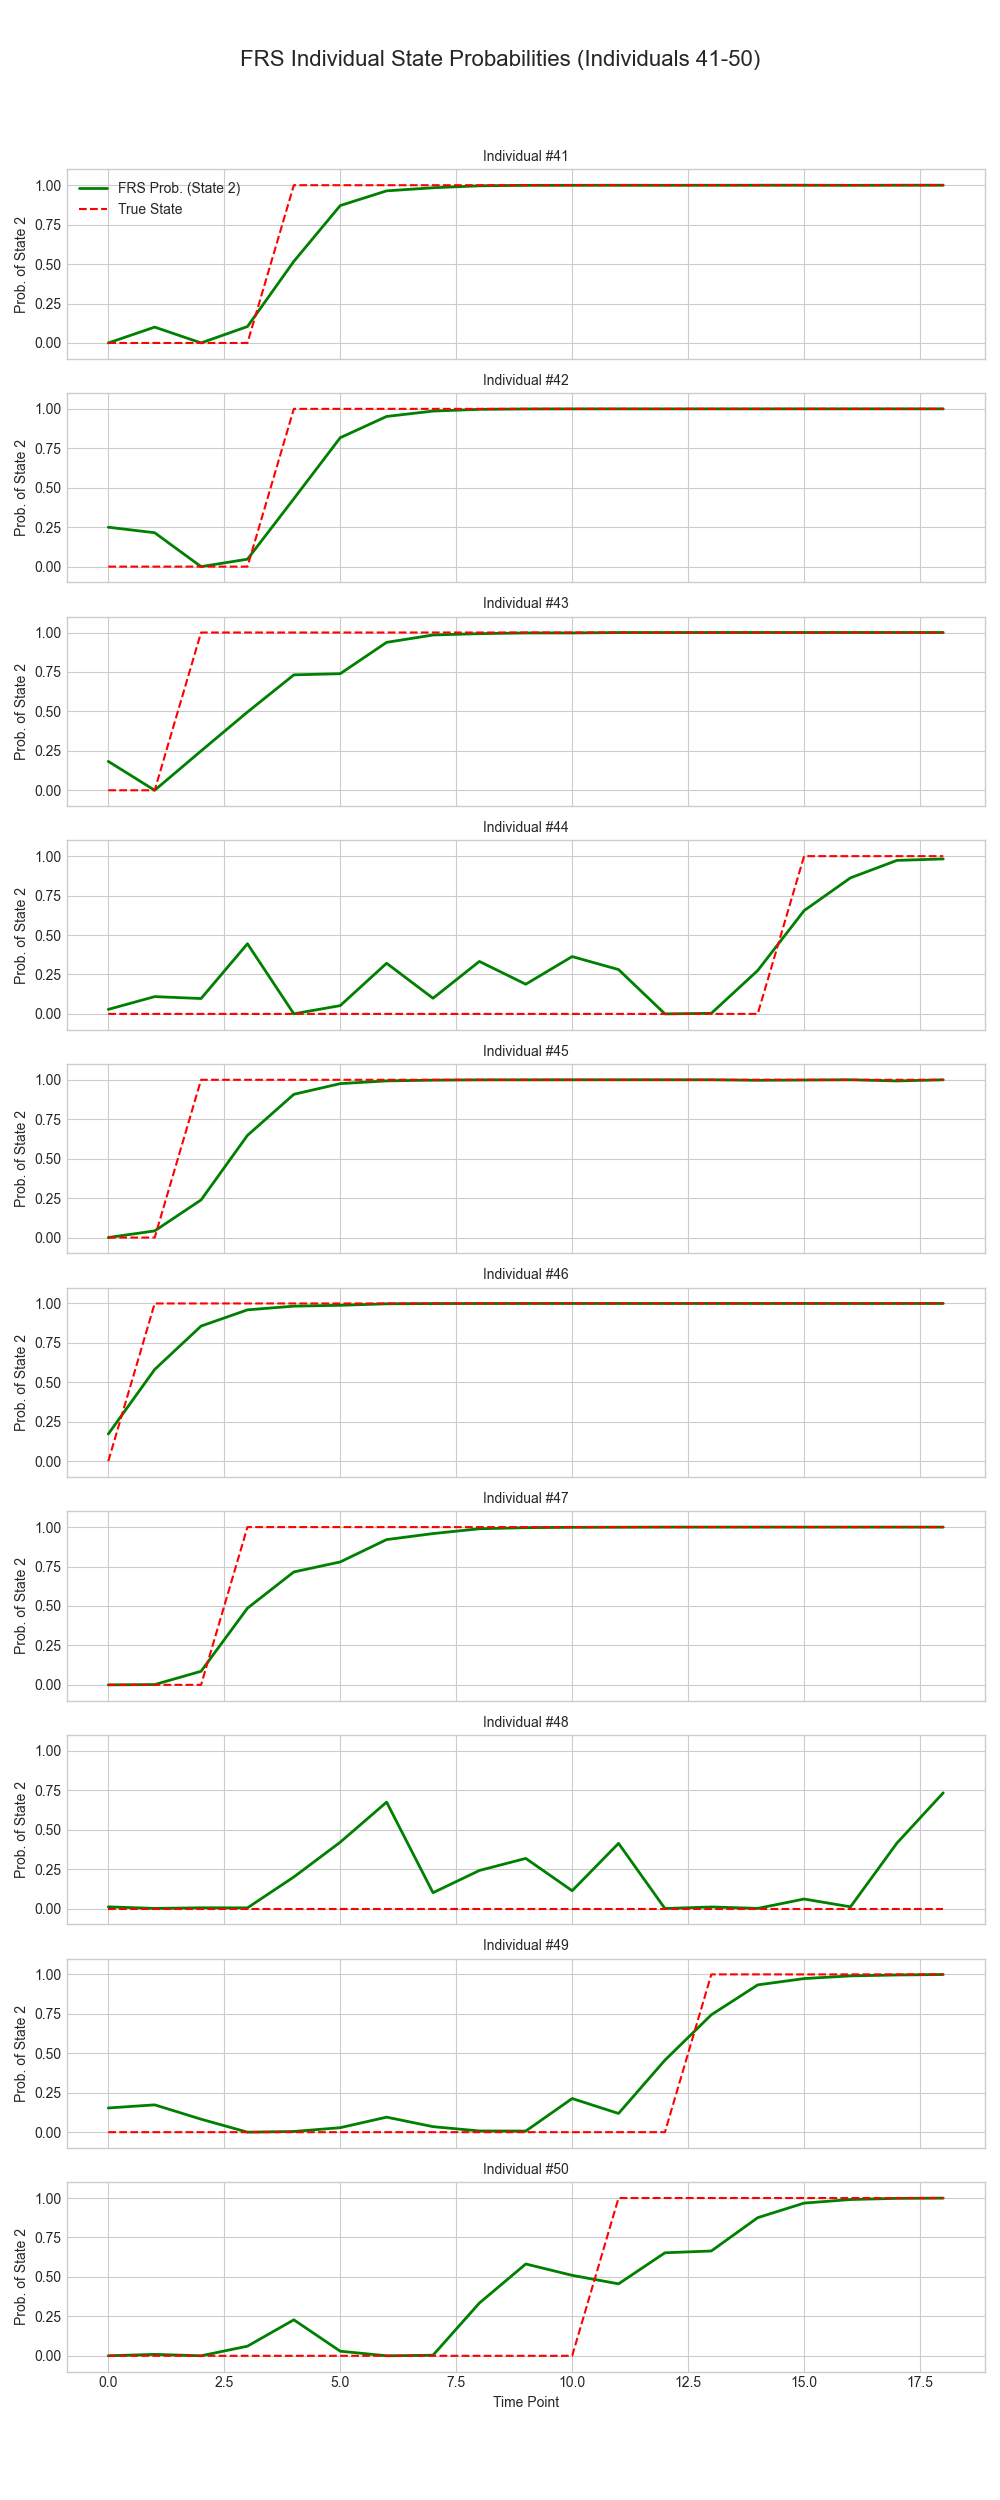 FRS Individual State Probabilities (Individuals 41-50)
Individual #41
1.00
0.75
0.50
0.25
0.00
Prob. of State 2
FRS Prob. (State 2)
True State
Individual #42
1.00
0.75
0.50
0.25
0.00
Prob. of State 2
Individual #43
1.00
0.75
0.50
0.25
0.00
Prob. of State 2
Individual #44
1.00
0.75
0.50
0.25
0.00
Prob. of State 2
Individual #45
1.00
0.75
0.50
0.25
0.00
Prob. of State 2
Individual #46
1.00
0.75
0.50
0.25
0.00
Prob. of State 2
Individual #47
1.00
0.75
0.50
0.25
0.00
Prob. of State 2
Individual #48
1.00
0.75
0.50
0.25
0.00
Prob. of State 2
Individual #49
1.00
0.75
0.50
0.25
0.00
Prob. of State 2
Individual #50
1.00
0.75
0.50
0.25
0.00
Prob. of State 2
0.0 2.5 5.0 7.5 10.0 12.5 15.0 17.5
Time Point